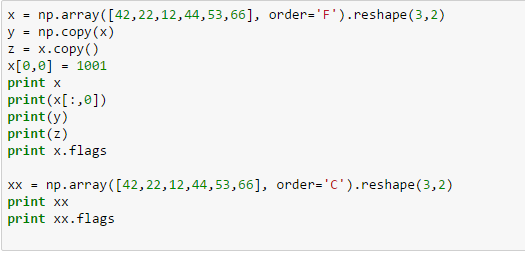 x = np.array([42,22,12,44,53,66], order='F').reshape(3,2)
y = np.copy(x)
z = x.copy()
x[0,0] = 1001
print x
print(x[:,0])
print(y)
print(z)
print x.flags
xx = np.array([42,22,12,44,53,66], order='C').reshape(3,2)
print xx
print xx.flags